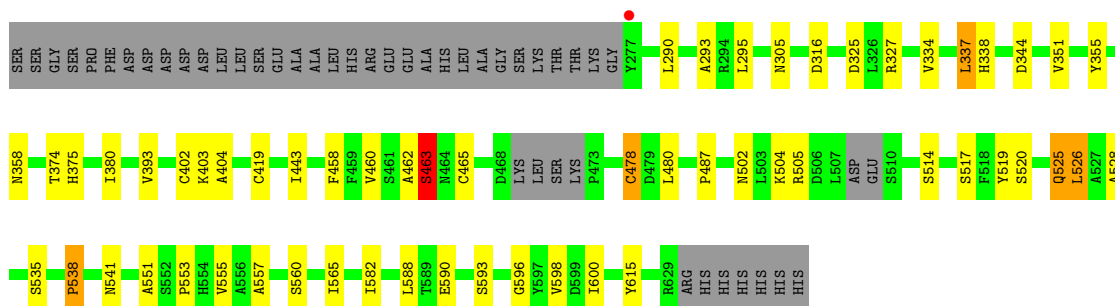 SER SER GLY SER PRO PHE ASP ASP ASP ASP ASP LEU LEU SER GLU ALA ALA LEU HIS ARG GLU GLU ALA HIS LEU ALA GLY SER LYS THR THR LYS GLY Y277 L290 A293 R294 L295 N305 D316 D325 L326 R327 V334 L337 H338 D344 V351 Y355
N358 T374 H375 I380 V393 C402 K403 A404 C419 I443 F458 F459 V460 S461 A462 S463 N464 C465 D468 LYS LEU SER LYS P473 C478 D479 L480 P487 N502 L503 K504 R505 D506 L507 ASP GLU S510 S514 S517 F518 Y519 S520 Q525 L526 A527 A528
S535 P538 N541 A551 S552 P553 H554 V555 A556 A557 S560 I565 I582 L588 T589 E590 S593 G596 Y597 V598 D599 I600 Y615 R629 ARG HIS HIS HIS HIS HIS HIS